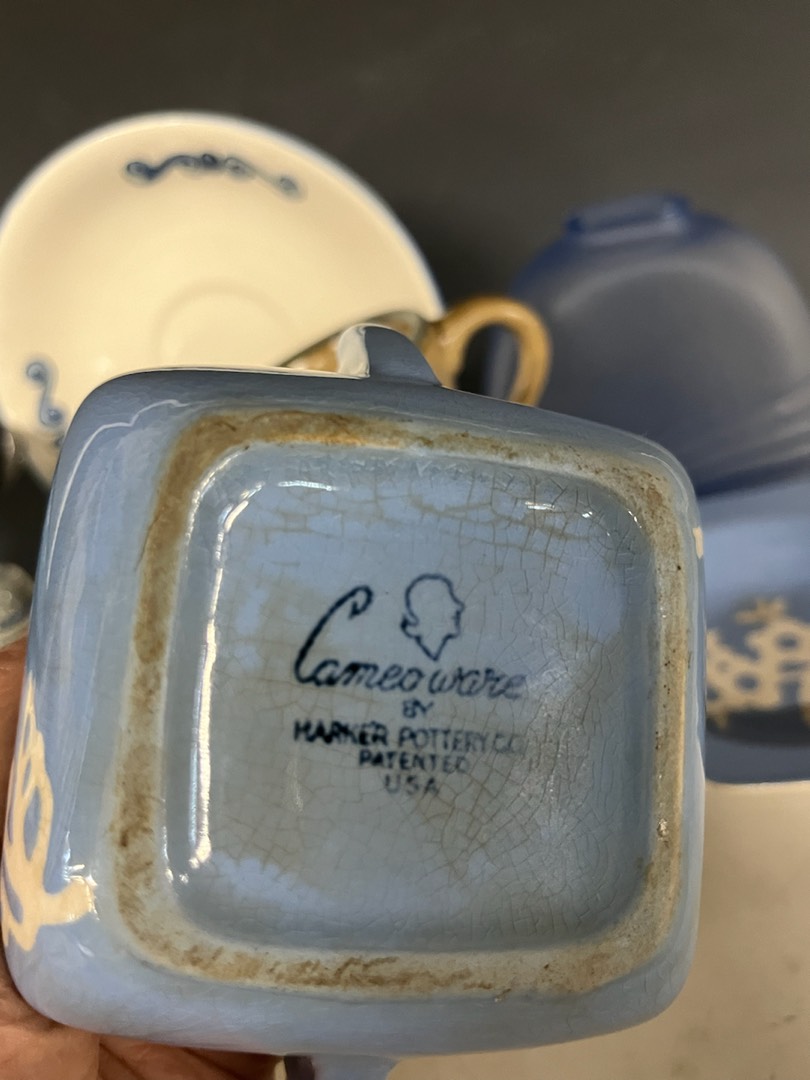 Cameo ware
BY
HARKER POTTERY CO.
PATENTED
USA